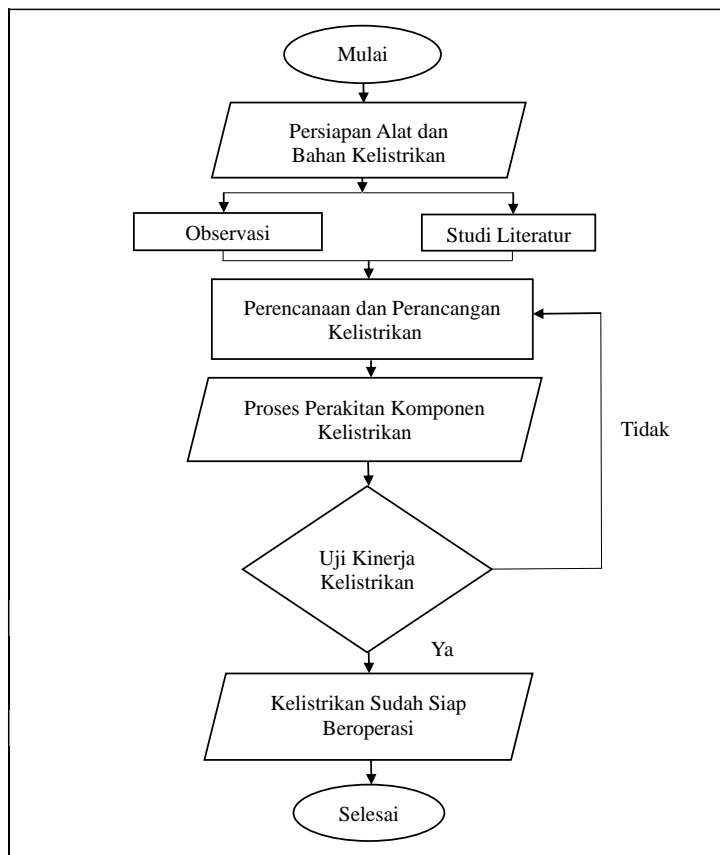 Mulai
Persiapan Alat dan
Bahan Kelistrikan
Observasi
Studi Literatur
Perencanaan dan Perancangan
Kelistrikan
Proses Perakitan Komponen
Kelistrikan
Tidak
Uji Kinerja
Kelistrikan
Ya
Kelistrikan Sudah Siap
Beroperasi
Selesai